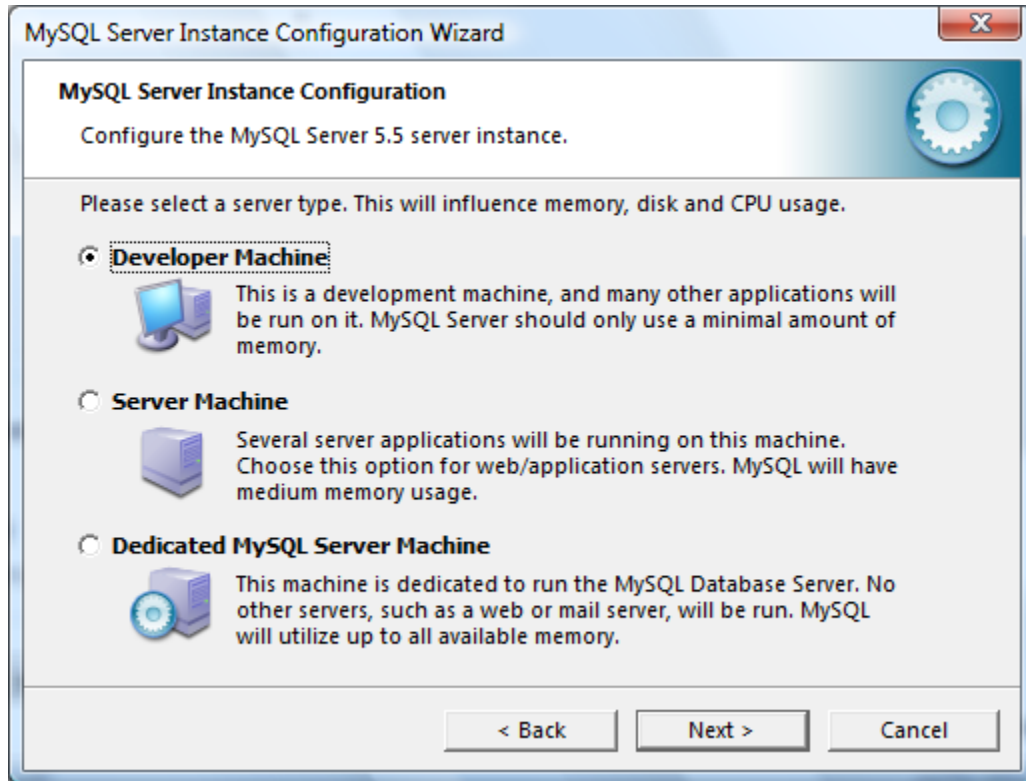 MySQL Server Instance Configuration Wizard
MySQL Server Instance Configuration
Configure the MySQL Server 5.5 server instance.
Please select a server type. This will influence memory, disk and CPU usage.
Developer Machine
This is a development machine, and many other applications will
be run on it. MySQL Server should only use a minimal amount of
memory.
Server Machine
Several server applications will be running on this machine.
Choose this option for web/application servers. MySQL will have
medium memory usage.
Dedicated MySQL Server Machine
This machine is dedicated to run the MySQL Database Server. No
other servers, such as a web or mail server, will be run. MySQL
will utilize up to all available memory.
< Back
Next >
Cancel